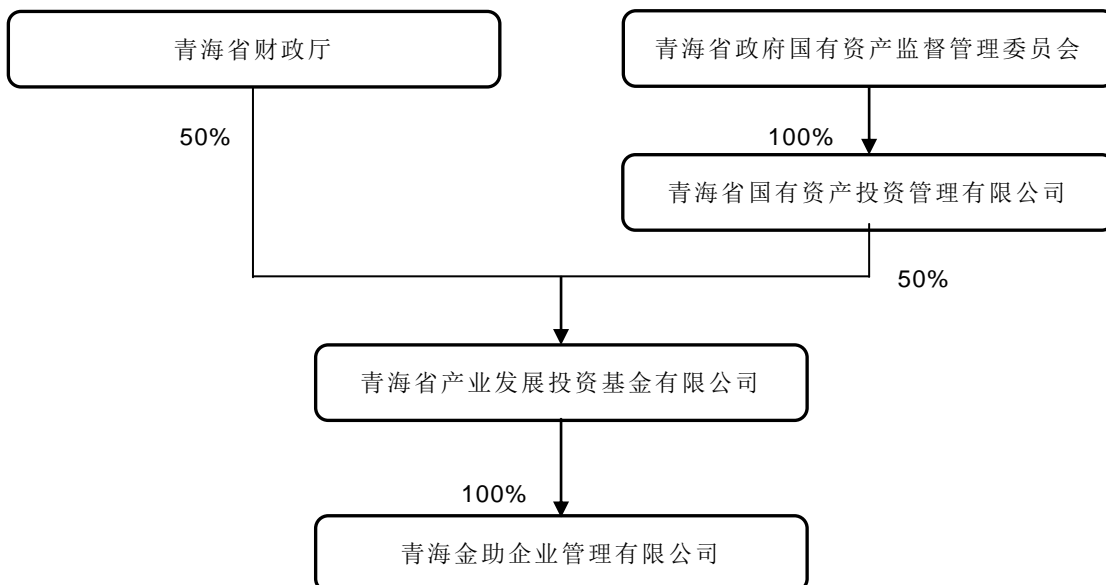 青海省财政厅
青海省政府国有资产监督管理委员会
50%
100%
青海省国有资产投资管理有限公司
50%
青海省产业发展投资基金有限公司
100%
青海金助企业管理有限公司